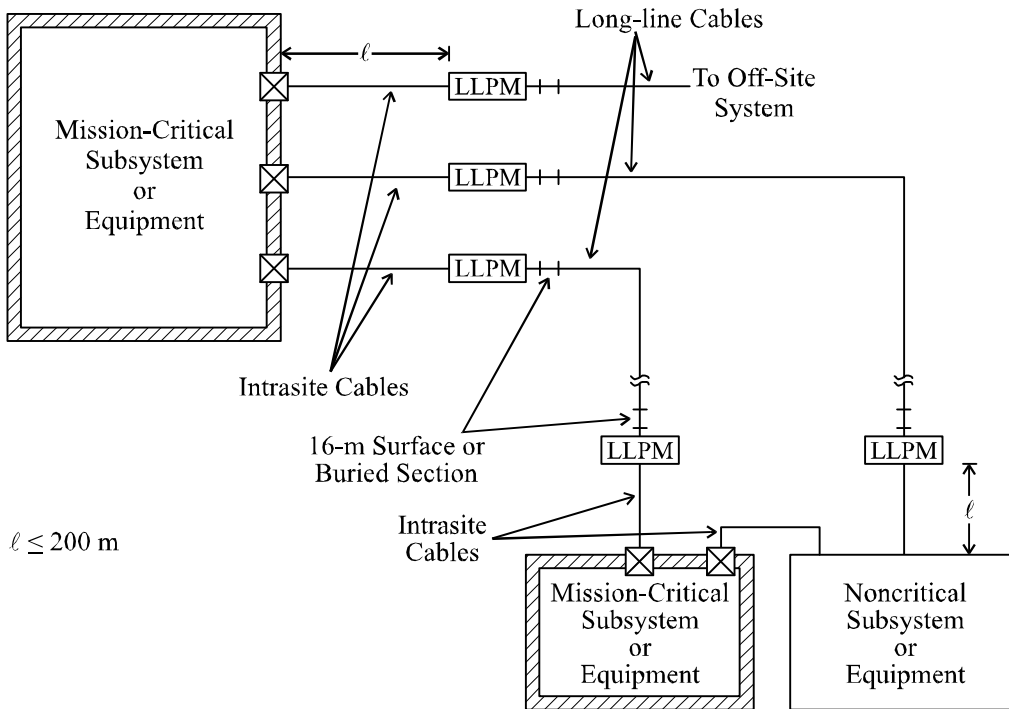 Long-line Cables
ℓ
LLPM
To Off-Site
System
Mission-Critical
Subsystem
or
Equipment
LLPM
LLPM
Intrasite Cables
16-m Surface or
Buried Section
LLPM
LLPM
ℓ
Intrasite
Cables
ℓ ≤ 200 m
Mission-Critical
Subsystem
or
Equipment
Noncritical
Subsystem
or
Equipment